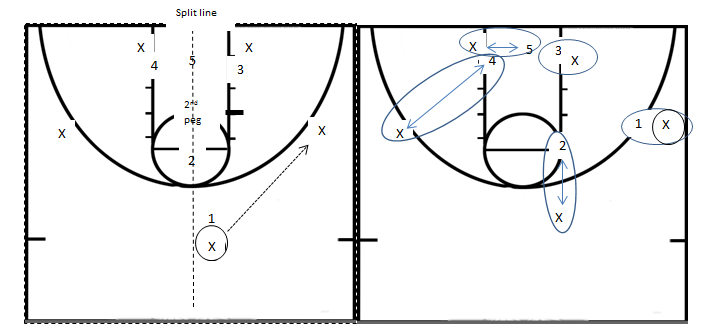 Split line
X X
4 5 3
2nd
peg
X X
2
1
X
X 5 3
4 X
X 1 X
2
X